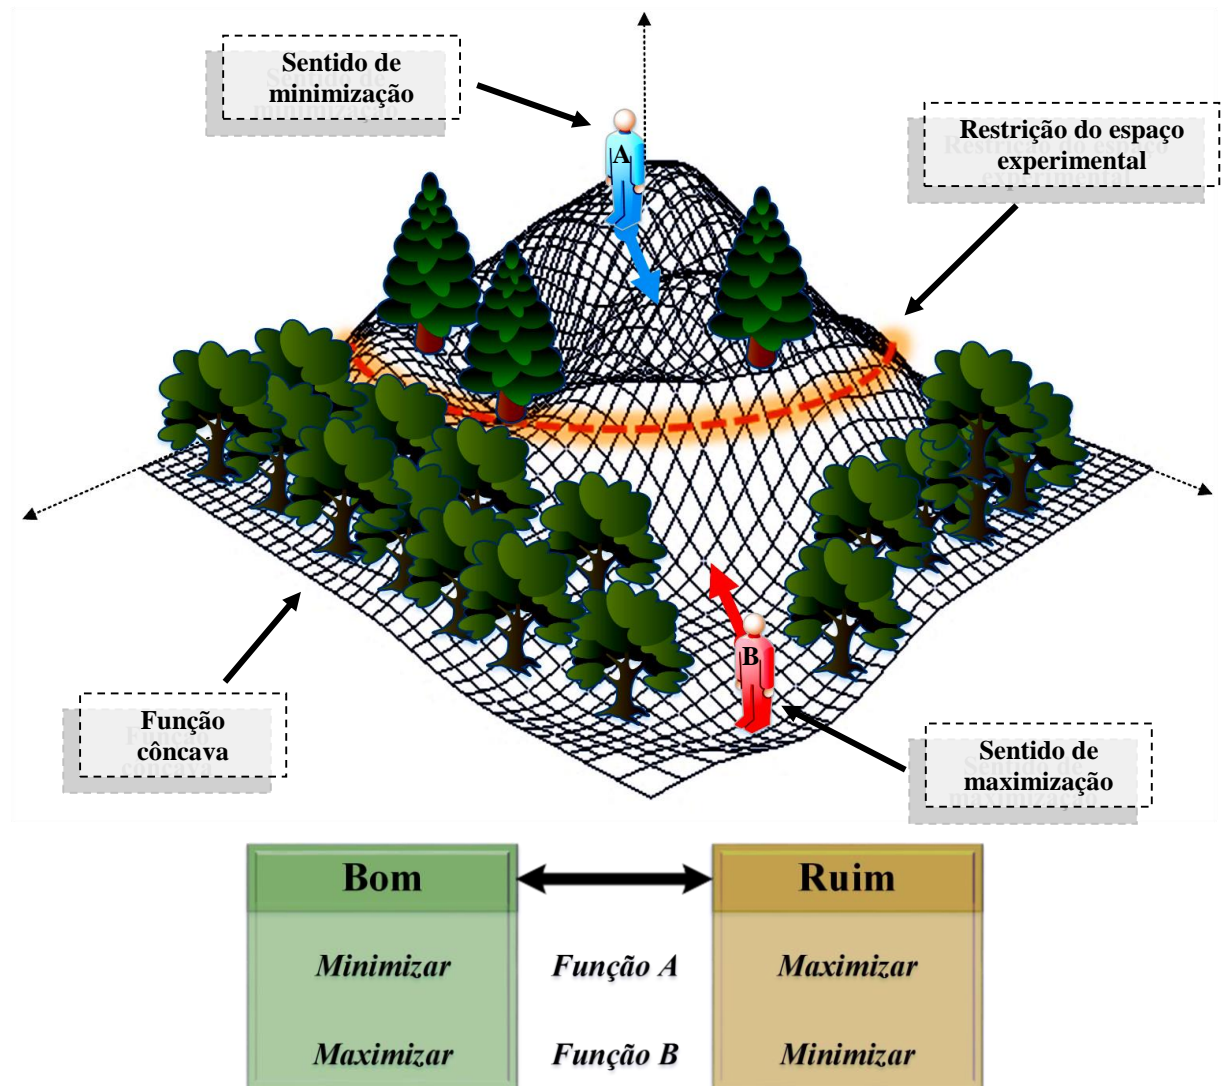 Sentido de
minimização
A
Restrição do espaço
experimental
B
Função
côncava
Sentido de
maximização
Bom
Ruim
Minimizar Função A Maximizar
Maximizar Função B Minimizar